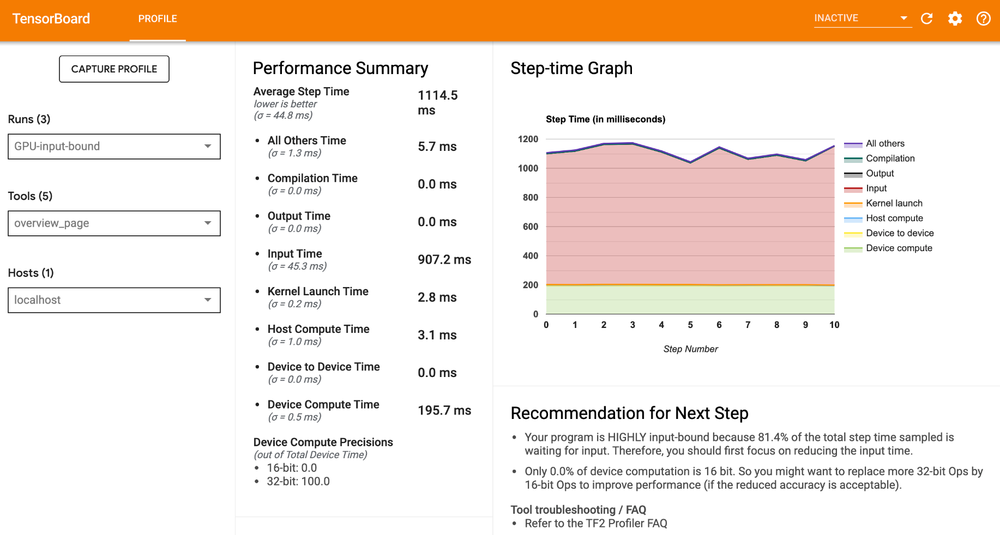 TensorBoard
PROFILE
INACTIVE
CAPTURE PROFILE
Runs (3)
GPU-input-bound
Tools (5)
overview_page
Hosts (1)
localhost
Performance Summary
Average Step Time
lower is better
(σ = 44.8 ms)
1114.5
ms
• All Others Time
(σ = 1.3 ms)
5.7 ms
• Compilation Time
(σ = 0.0 ms)
0.0 ms
• Output Time
(σ = 0.0 ms)
0.0 ms
• Input Time
(σ = 45.3 ms)
907.2 ms
• Kernel Launch Time
(σ = 0.2 ms)
2.8 ms
• Host Compute Time
(σ = 1.0 ms)
3.1 ms
• Device to Device Time
(σ = 0.0 ms)
0.0 ms
• Device Compute Time
(σ = 0.5 ms)
195.7 ms
Device Compute Precisions
(out of Total Device Time)
• 16-bit: 0.0
• 32-bit: 100.0
Step-time Graph
Step Time (in milliseconds)
1200
1000
800
600
400
200
0
0 1 2 3 4 5 6 7 8 9 10
Step Number
All others
Compilation
Output
Input
Kernel launch
Host compute
Device to device
Device compute
Recommendation for Next Step
• Your program is HIGHLY input-bound because 81.4% of the total step time sampled is
waiting for input. Therefore, you should first focus on reducing the input time.
• Only 0.0% of device computation is 16 bit. So you might want to replace more 32-bit Ops by
16-bit Ops to improve performance (if the reduced accuracy is acceptable).
Tool troubleshooting / FAQ
• Refer to the TF2 Profiler FAQ